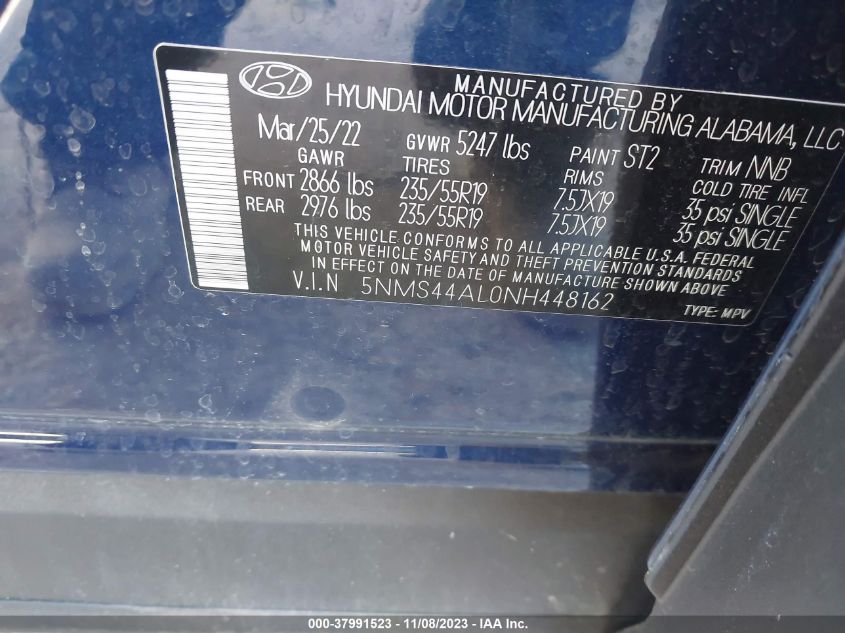 MANUFACTURED BY
HYUNDAI MOTOR MANUFACTURING ALABAMA, LLC
Mar/25/22 GVWR 5247 lbs PAINT ST2 TRIM NNB
GAWR TIRES RIMS COLD TIRE INFL
FRONT 2866 lbs 235/55R19 7.5JX19 35 psi SINGLE
REAR 2976 lbs 235/55R19 7.5JX19 35 psi SINGLE
THIS VEHICLE CONFORMS TO ALL APPLICABLE U.S.A. FEDERAL
MOTOR VEHICLE SAFETY AND THEFT PREVENTION STANDARDS
IN EFFECT ON THE DATE OF MANUFACTURE SHOWN ABOVE
V.I.N 5NMS44AL0NH448162 TYPE: MPV
000-37991523 - 11/08/2023 - IAA Inc.